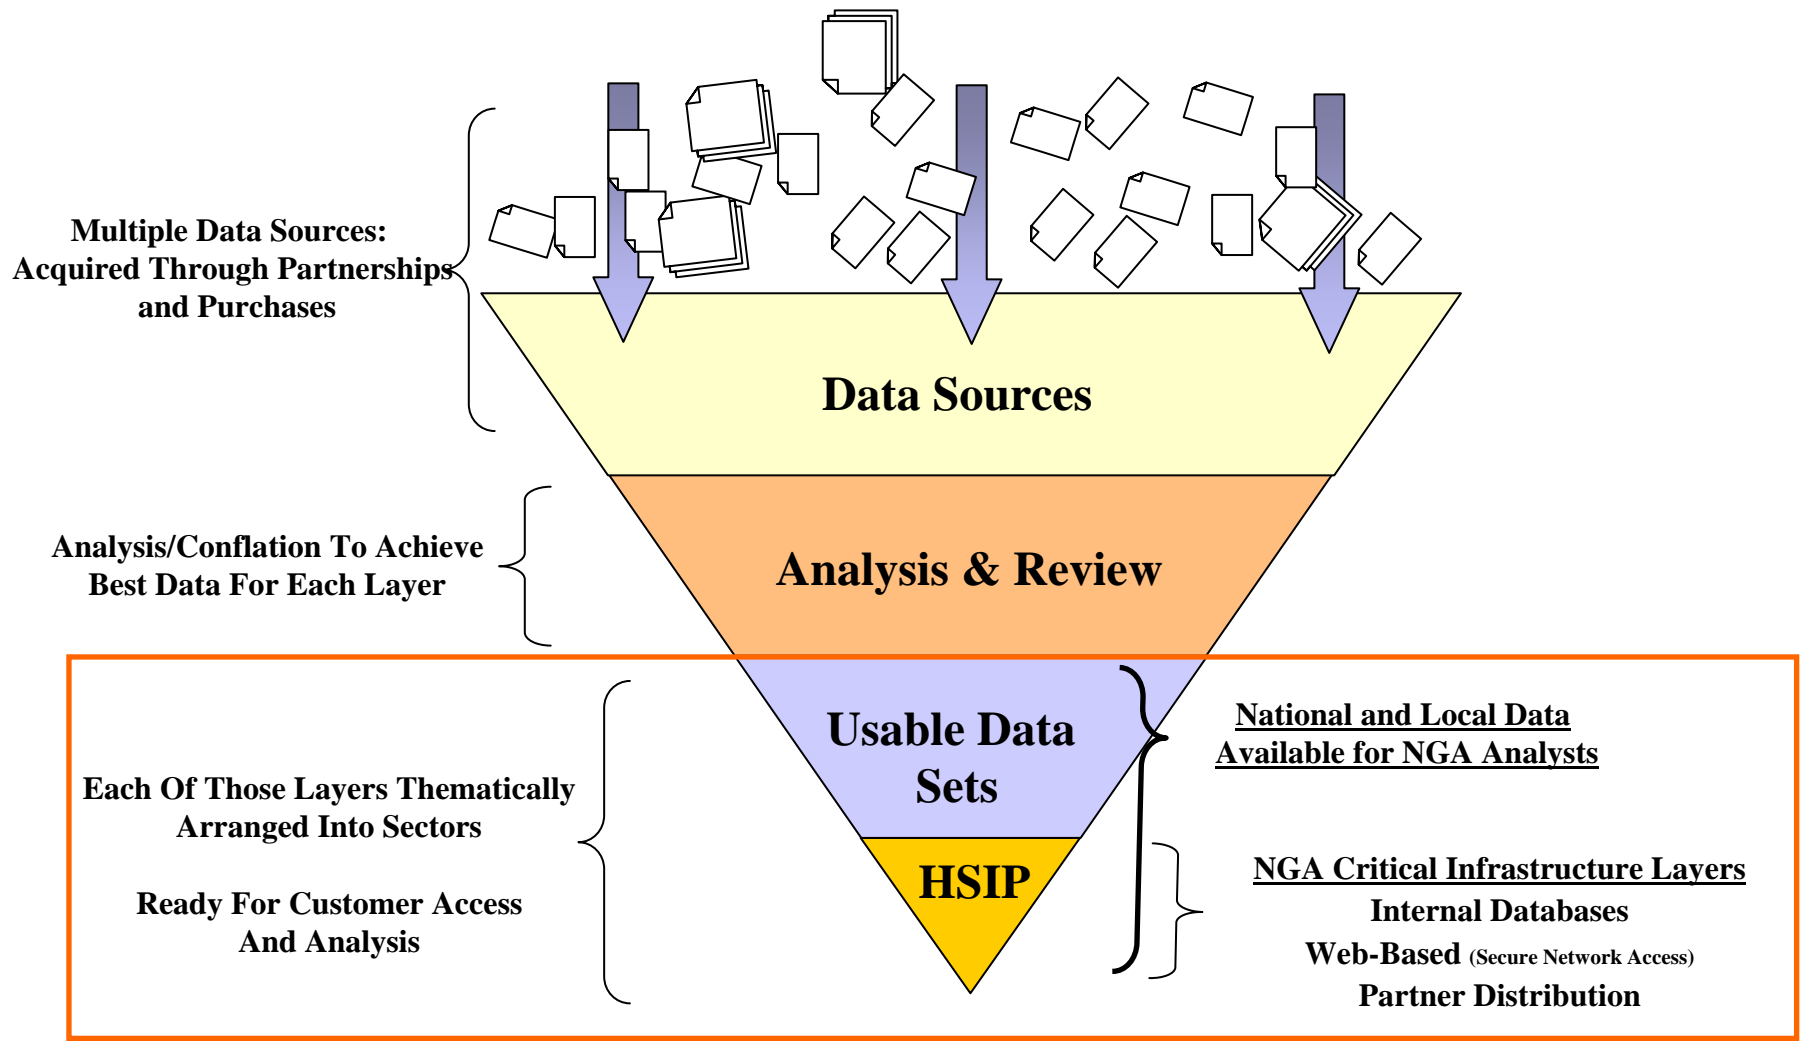 Multiple Data Sources:
Acquired Through Partnerships
and Purchases
Data Sources
Analysis/Conflation To Achieve
Best Data For Each Layer
Analysis & Review
Each Of Those Layers Thematically
Arranged Into Sectors
Ready For Customer Access
And Analysis
Usable Data
Sets
HSIP
National and Local Data
Available for NGA Analysts
NGA Critical Infrastructure Layers
Internal Databases
Web-Based (Secure Network Access)
Partner Distribution